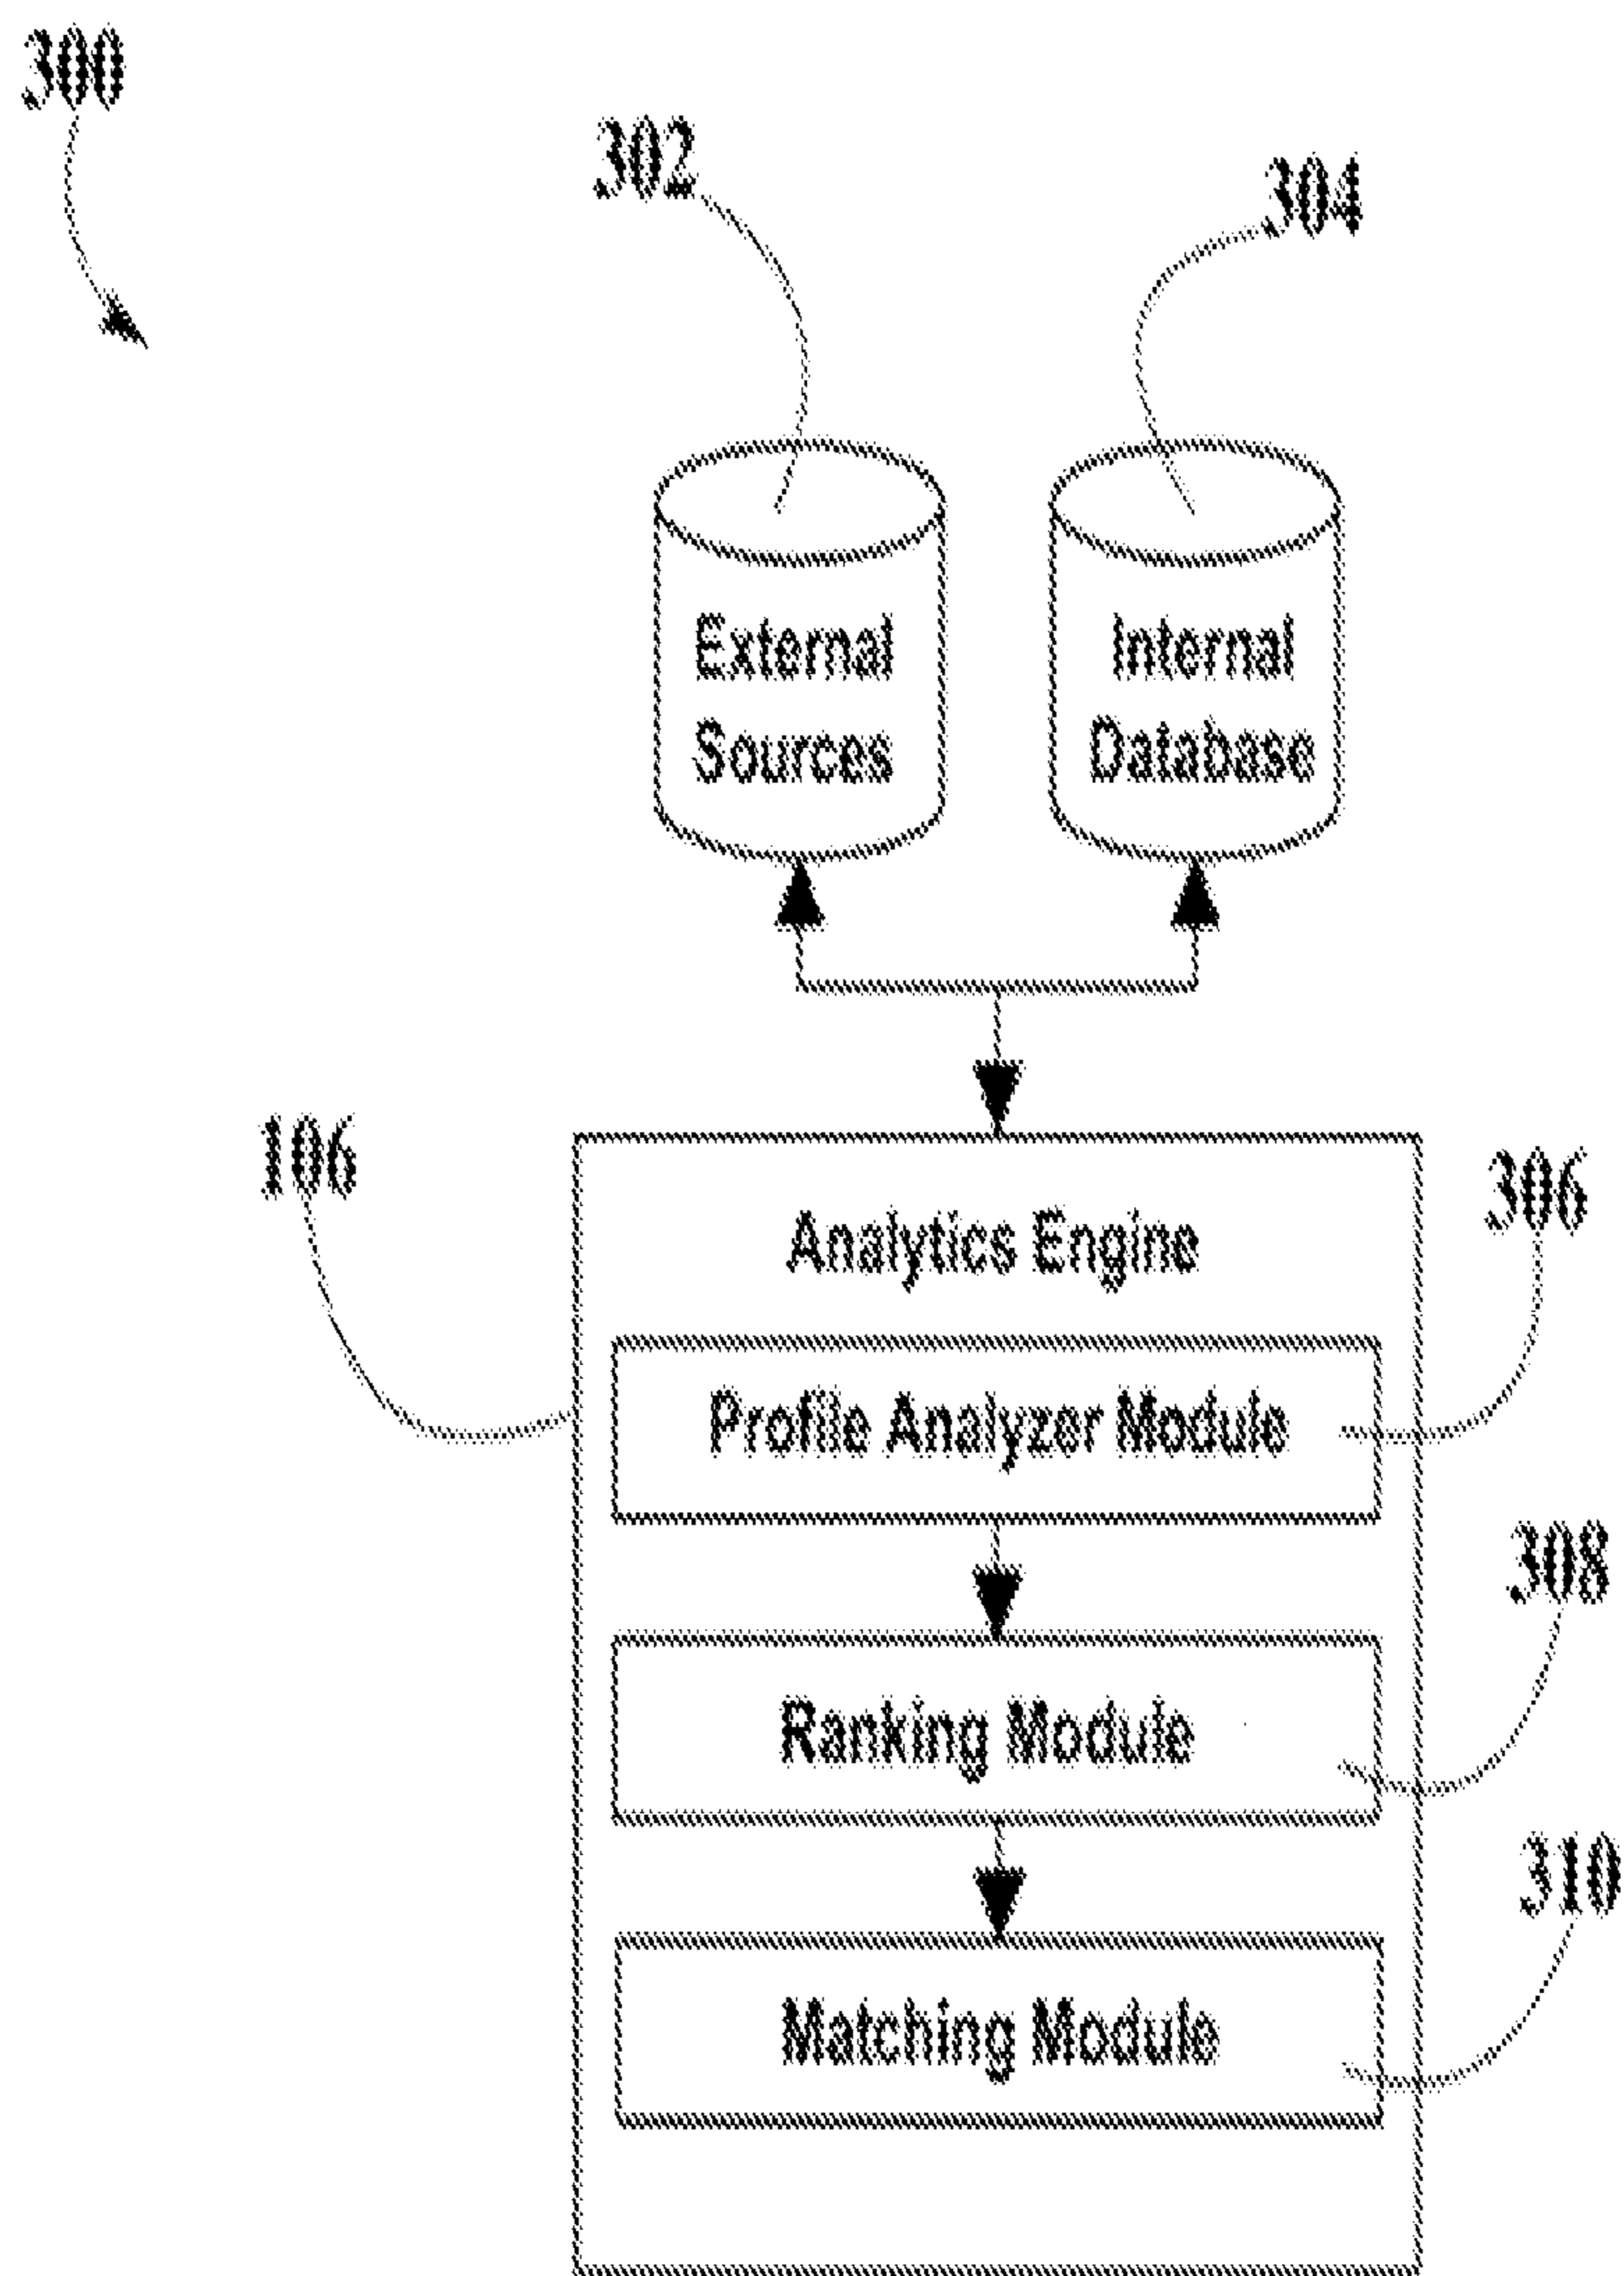 300
302
304
External
Sources
Internal
Database
106
Analytics Engine
306
Profile Analyzer Module
308
Ranking Module
310
Matching Module